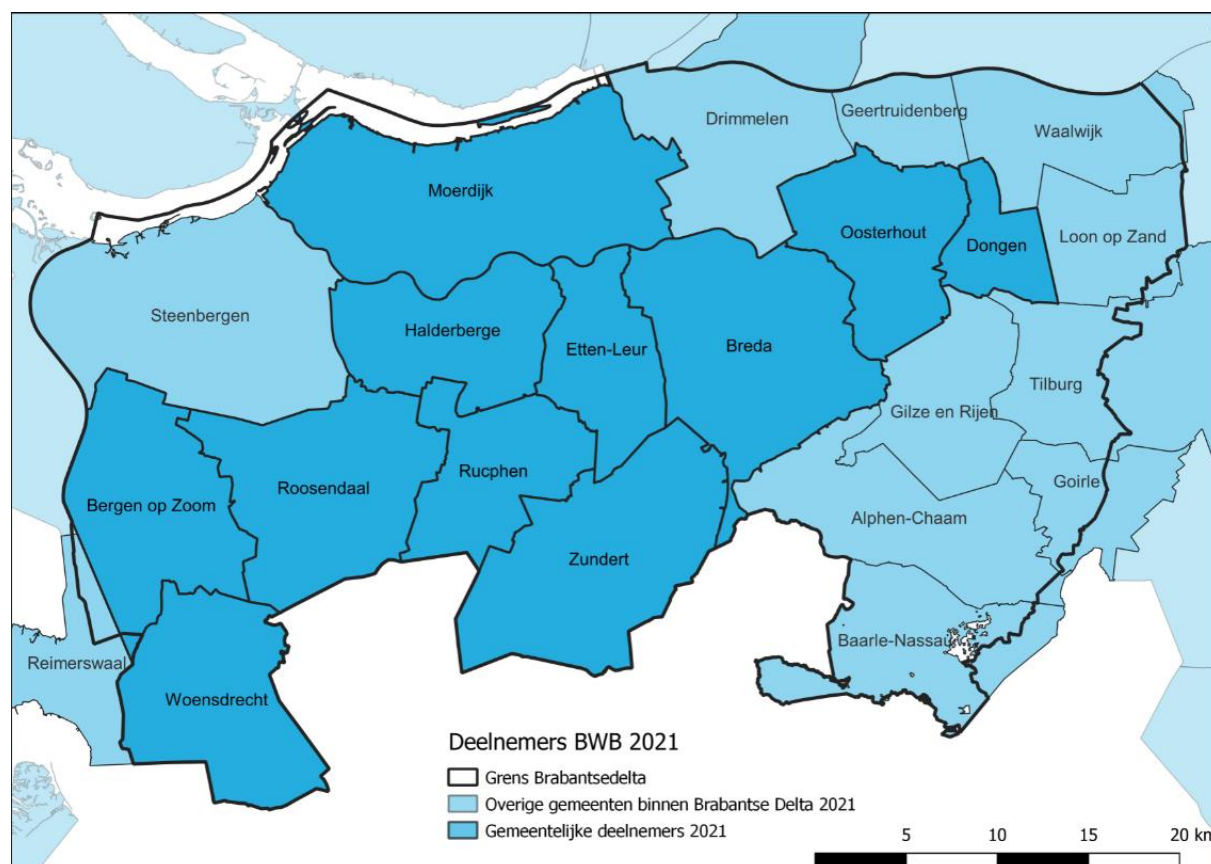 Drimmelen
Geertruidenberg
Waalwijk
Moerdijk
Oosterhout
Dongen
Loon op Zand
Steenbergen
Halderberge
Etten-Leur
Breda
Tilburg
Gilze en Rijen
Rucphen
Roosendaal
Bergen op Zoom
Goirle
Alphen-Chaam
Zundert
Baarle-Nassau
Reimerswaal
Woensdrecht
Deelnemers BWB 2021
Grens Brabantsedelta
Overige gemeenten binnen Brabantse Delta 2021
Gemeentelijke deelnemers 2021
5 10 15 20 km